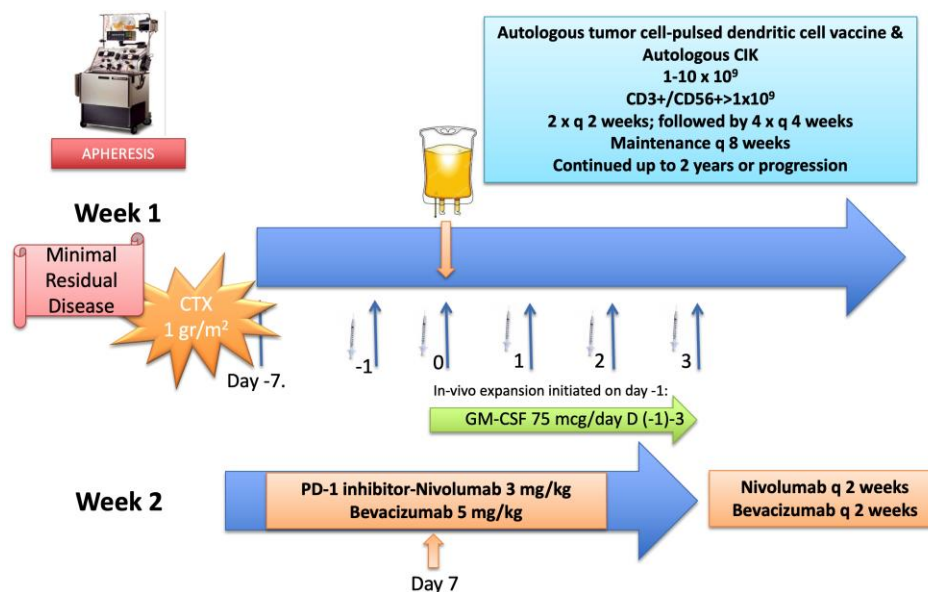 Autologous tumor cell-pulsed dendritic cell vaccine &
Autologous CIK
1-10 x 10⁹
CD3+/CD56+>1x10⁹
2 x q 2 weeks; followed by 4 x q 4 weeks
Maintenance q 8 weeks
Continued up to 2 years or progression
APHERESIS
Week 1
Minimal
Residual
Disease
CTX
1 gr/m²
Day -7.
-1
0
1
2
3
In-vivo expansion initiated on day -1:
GM-CSF 75 mcg/day D (-1)-3
Week 2
PD-1 inhibitor-Nivolumab 3 mg/kg
Bevacizumab 5 mg/kg
Nivolumab q 2 weeks
Bevacizumab q 2 weeks
Day 7